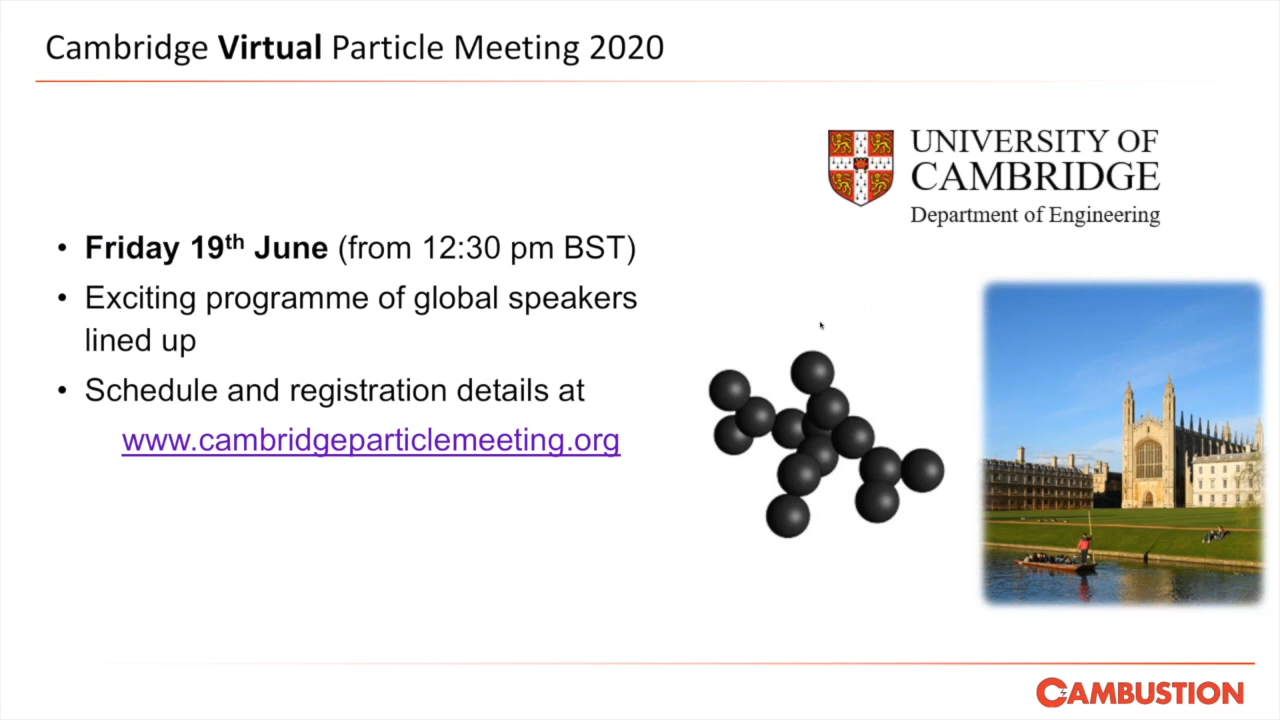 Cambridge Virtual Particle Meeting 2020
UNIVERSITY OF
CAMBRIDGE
Department of Engineering
• Friday 19th June (from 12:30 pm BST)
• Exciting programme of global speakers
lined up
• Schedule and registration details at
www.cambridgeparticlemeeting.org
CAMBUSTION